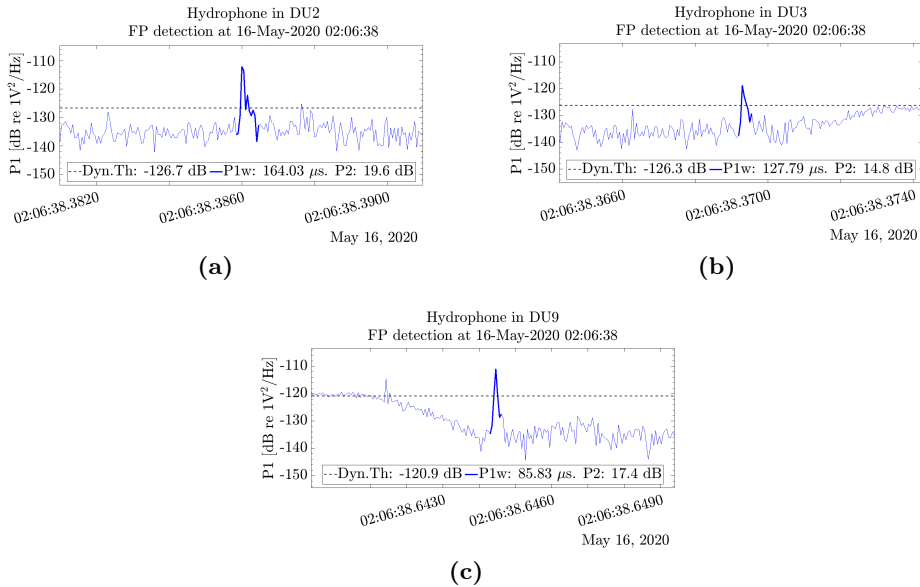 Hydrophone in DU2
FP detection at 16-May-2020 02:06:38
P1 [dB re 1V²/Hz]
-110
-120
-130
-140
-150
Dyn.Th: -126.7 dB P1w: 164.03 μs. P2: 19.6 dB
02:06:38.3820
02:06:38.3860
02:06:38.3900
May 16, 2020
(a)
Hydrophone in DU3
FP detection at 16-May-2020 02:06:38
P1 [dB re 1V²/Hz]
-110
-120
-130
-140
-150
Dyn.Th: -126.3 dB P1w: 127.79 μs. P2: 14.8 dB
02:06:38.3660
02:06:38.3700
02:06:38.3740
May 16, 2020
(b)
Hydrophone in DU9
FP detection at 16-May-2020 02:06:38
P1 [dB re 1V²/Hz]
-110
-120
-130
-140
-150
Dyn.Th: -120.9 dB P1w: 85.83 μs. P2: 17.4 dB
02:06:38.6430
02:06:38.6460
02:06:38.6490
May 16, 2020
(c)